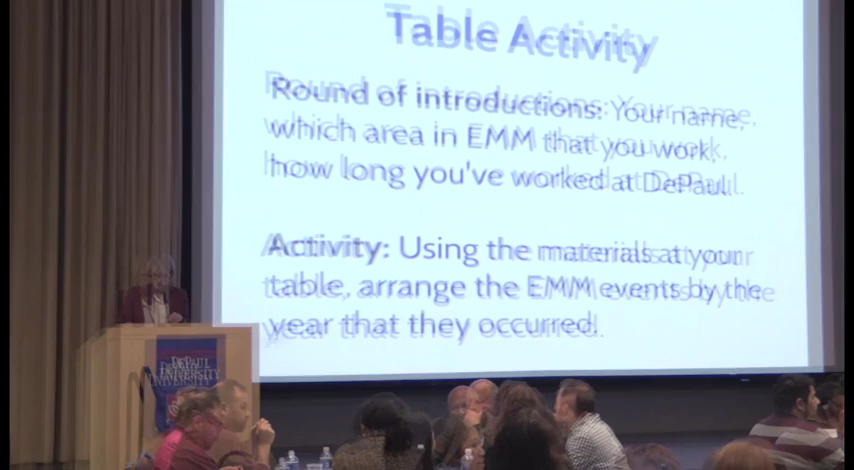 Table Activity
Round of introductions: Your name,
which area in EMM that you work,
how long you've worked at DePaul.
Activity: Using the materials at your
table, arrange the EMM events by the
year that they occurred.
DEPAUL
UNIVERSITY